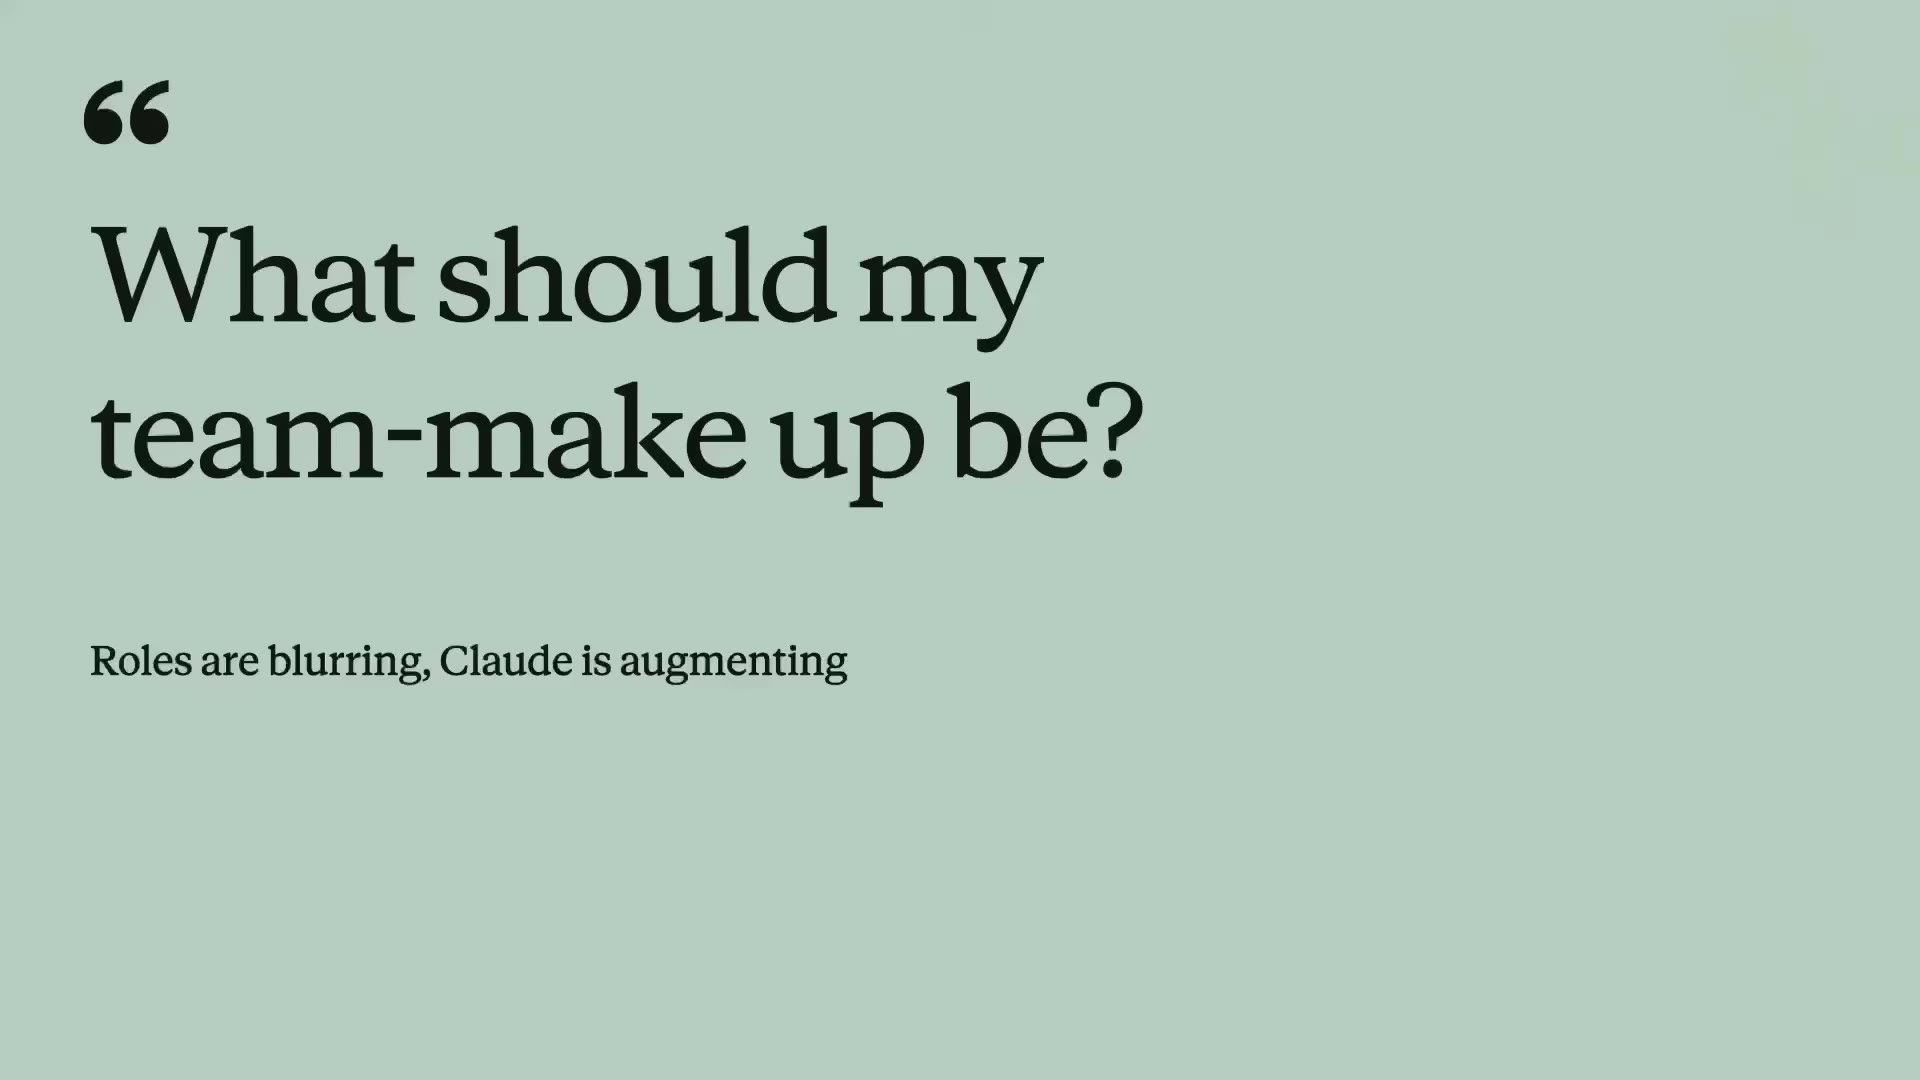 “
What should my
team-make up be?
Roles are blurring, Claude is augmenting